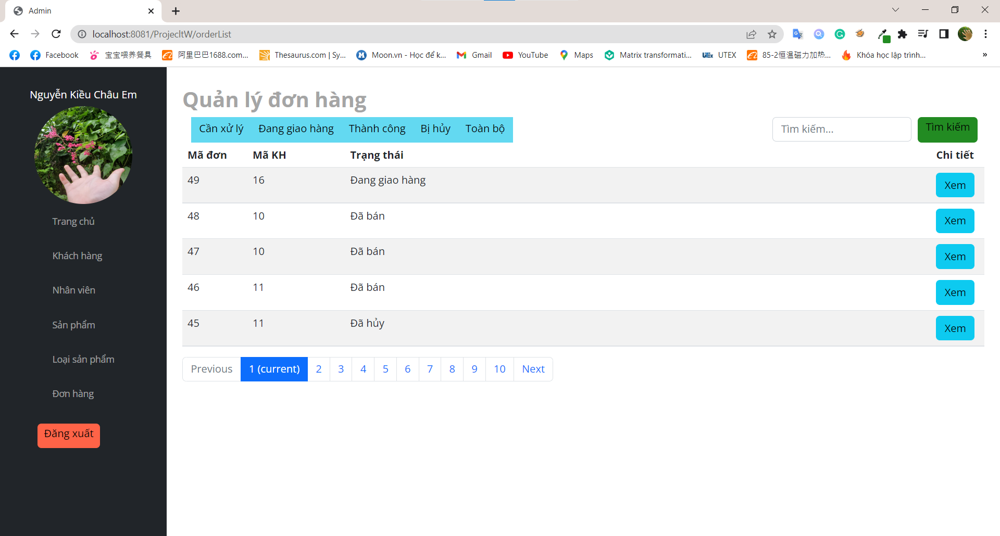 Admin
localhost:8081/ProjecltW/orderList
Facebook 宝宝喂养餐具 阿里巴巴1688.com... Thesaurus.com | Sy... Moon.vn - Học để k... Gmail YouTube Maps Matrix transformati... UTEX 85-2恒温磁力加热... Khóa học lập trình... »
Nguyễn Kiều Châu Em
Trang chủ
Khách hàng
Nhân viên
Sản phẩm
Loại sản phẩm
Đơn hàng
Đăng xuất
Quản lý đơn hàng
Cần xử lý Đang giao hàng Thành công Bị hủy Toàn bộ Tìm kiếm... Tìm kiếm
Mã đơn Mã KH Trạng thái Chi tiết
49 16 Đang giao hàng Xem
48 10 Đã bán Xem
47 10 Đã bán Xem
46 11 Đã bán Xem
45 11 Đã hủy Xem
Previous 1 (current) 2 3 4 5 6 7 8 9 10 Next